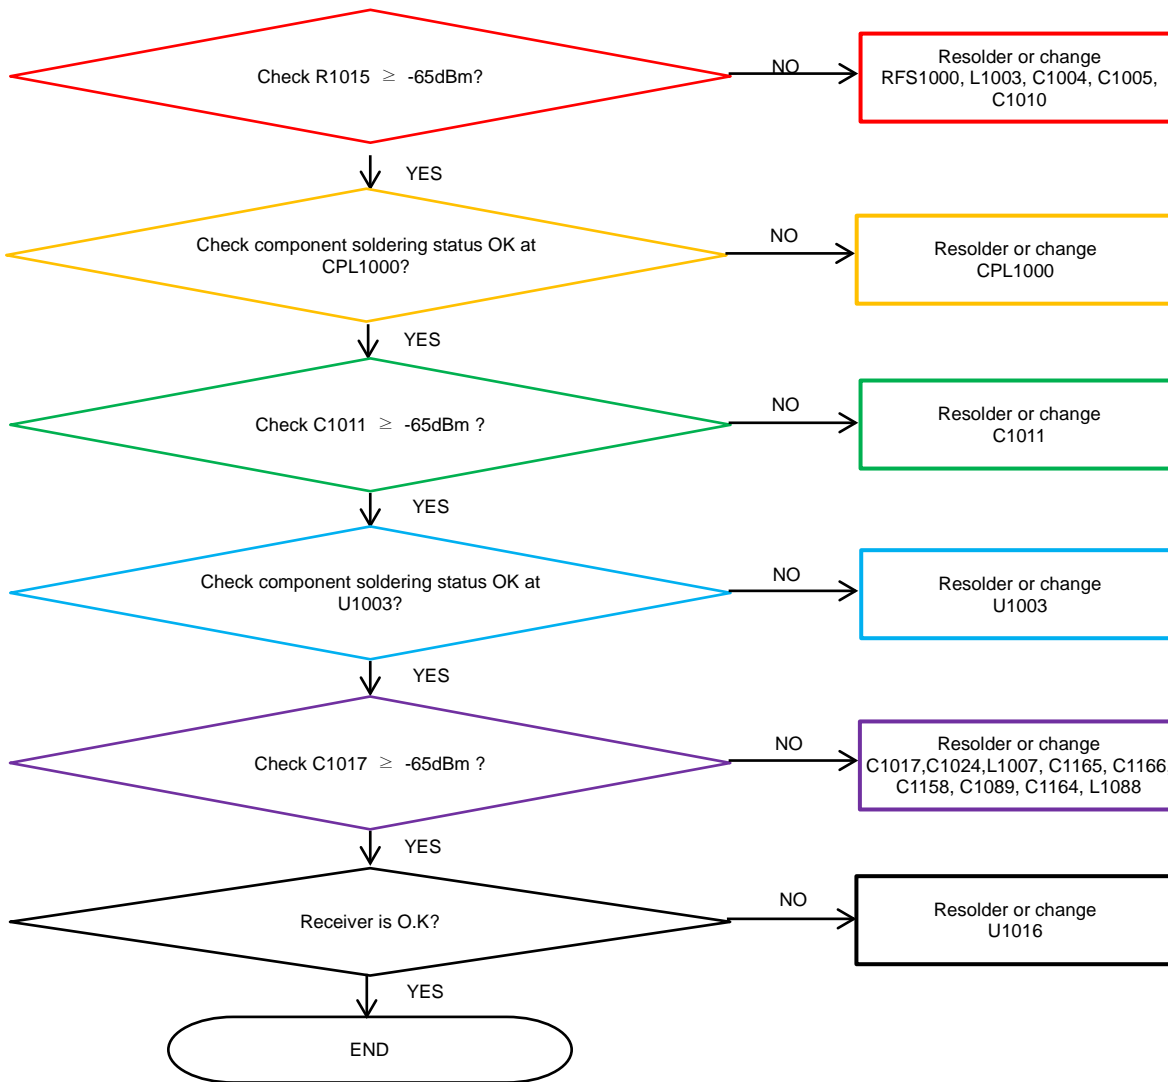 Check R1015 ≥ -65dBm?
NO
Resolder or change
RFS1000, L1003, C1004, C1005,
C1010
YES
Check component soldering status OK at
CPL1000?
NO
Resolder or change
CPL1000
YES
Check C1011 ≥ -65dBm ?
NO
Resolder or change
C1011
YES
Check component soldering status OK at
U1003?
NO
Resolder or change
U1003
YES
Check C1017 ≥ -65dBm ?
NO
Resolder or change
C1017,C1024,L1007, C1165, C1166,
C1158, C1089, C1164, L1088
YES
Receiver is O.K?
NO
Resolder or change
U1016
YES
END